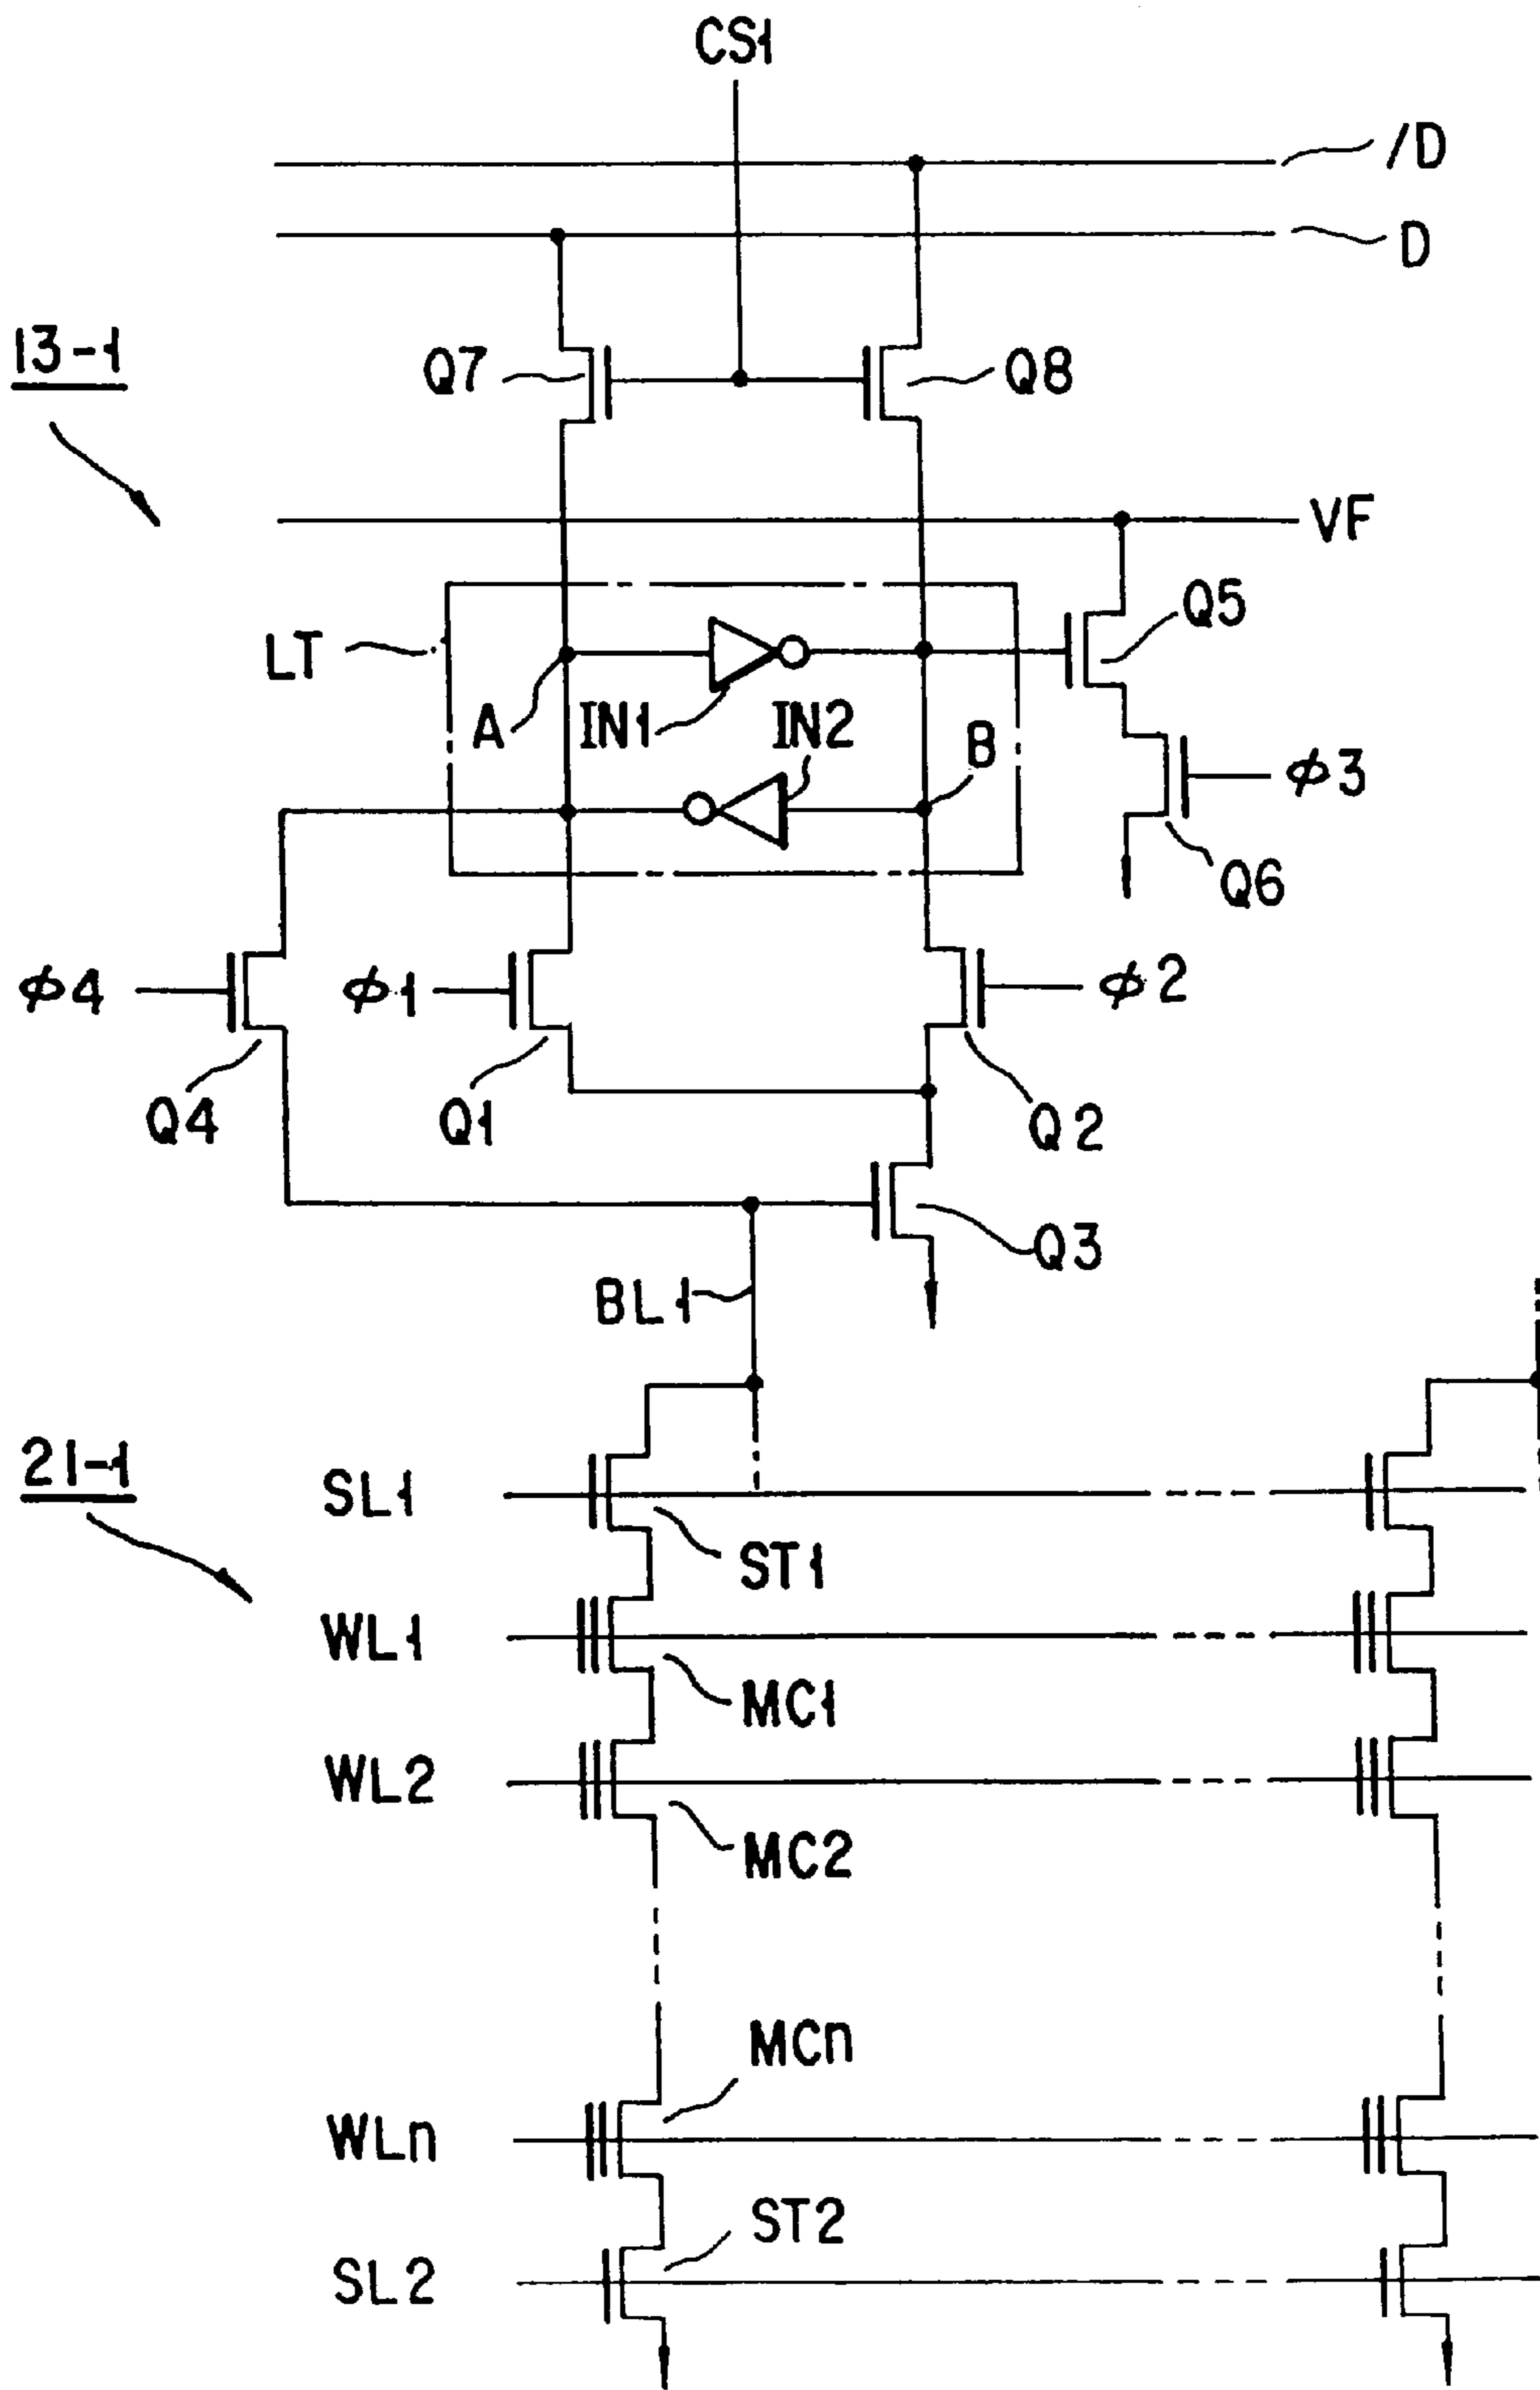 CS1
/D
D
13-1
Q7
Q8
VF
Q5
LT
A
IN1
IN2
B
φ3
Q6
φ4
φ1
φ2
Q4
Q1
Q2
Q3
BL1
21-1
SL1
ST1
WL1
MC1
WL2
MC2
MCn
WLn
ST2
SL2